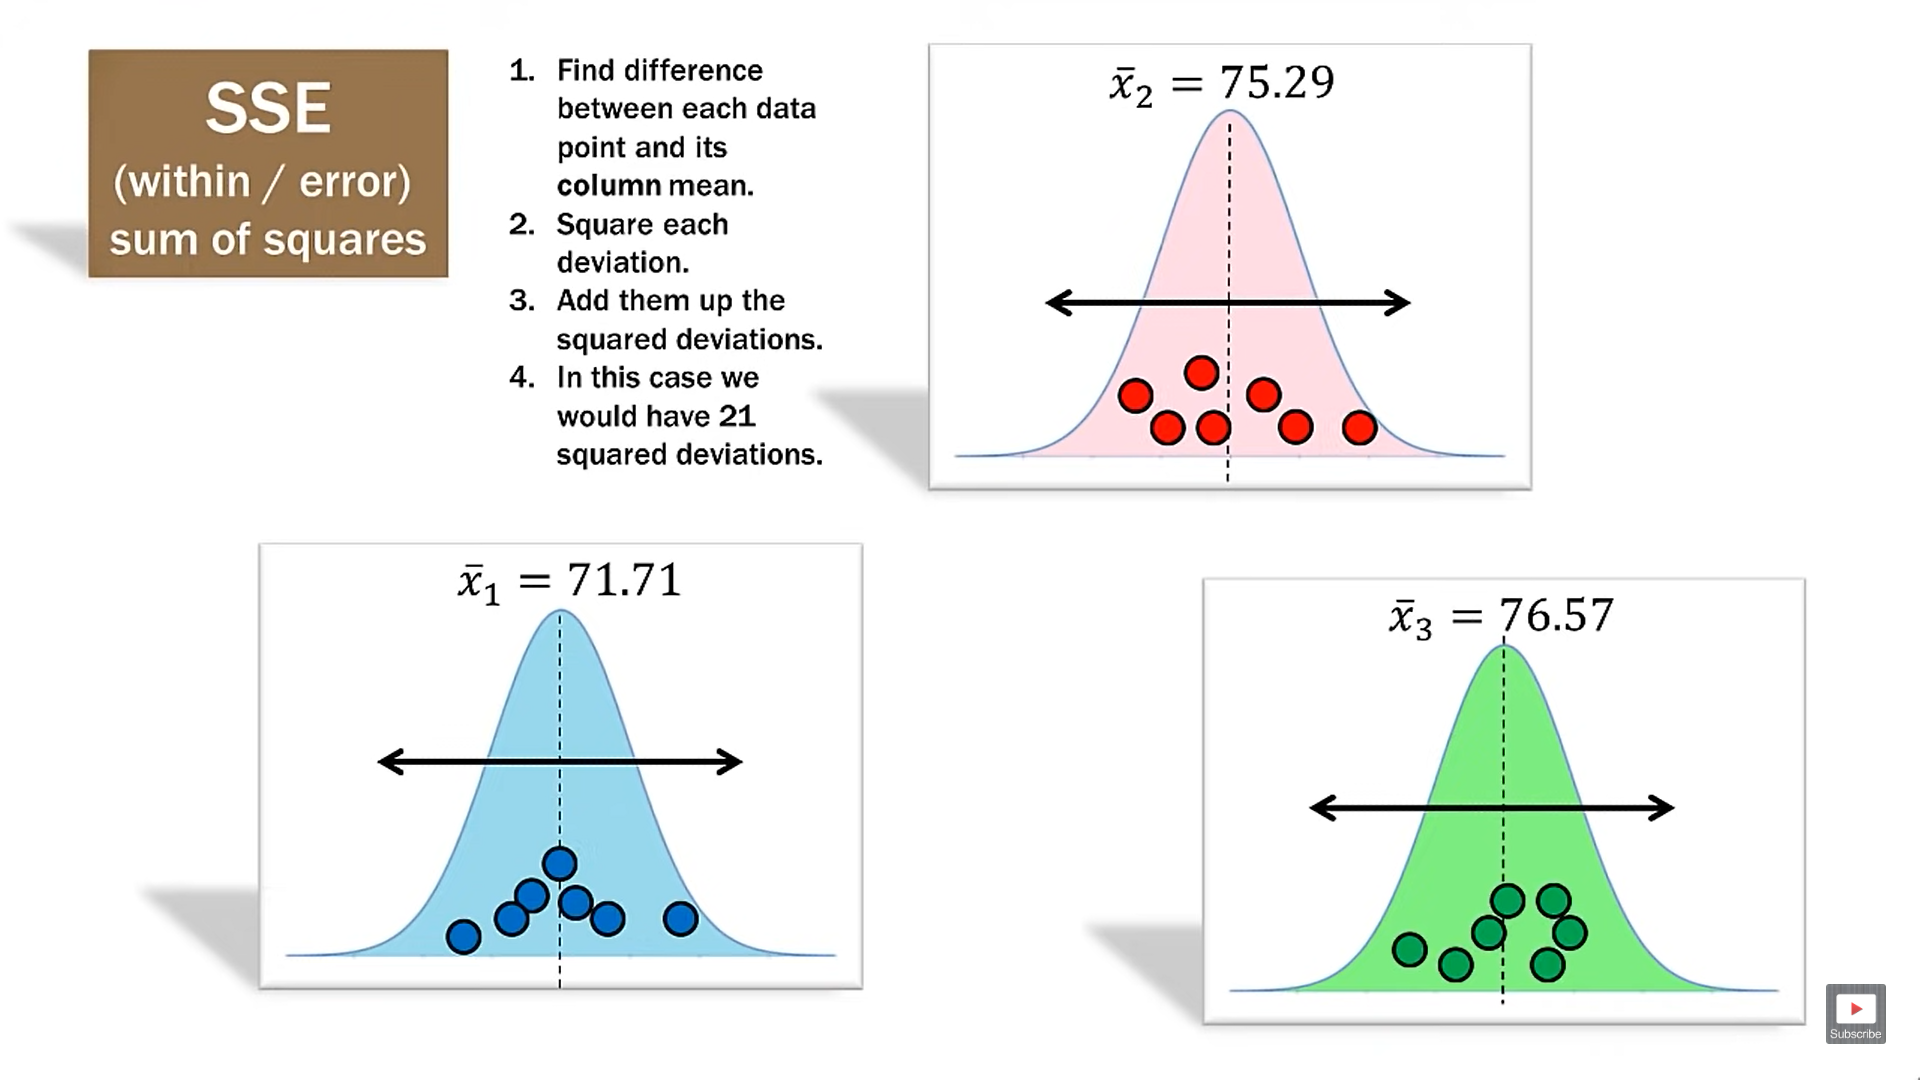 SSE
(within / error)
sum of squares
1. Find difference
between each data
point and its
column mean.
2. Square each
deviation.
3. Add them up the
squared deviations.
4. In this case we
would have 21
squared deviations.
x̄₂ = 75.29
x̄₁ = 71.71
x̄₃ = 76.57
Subscribe